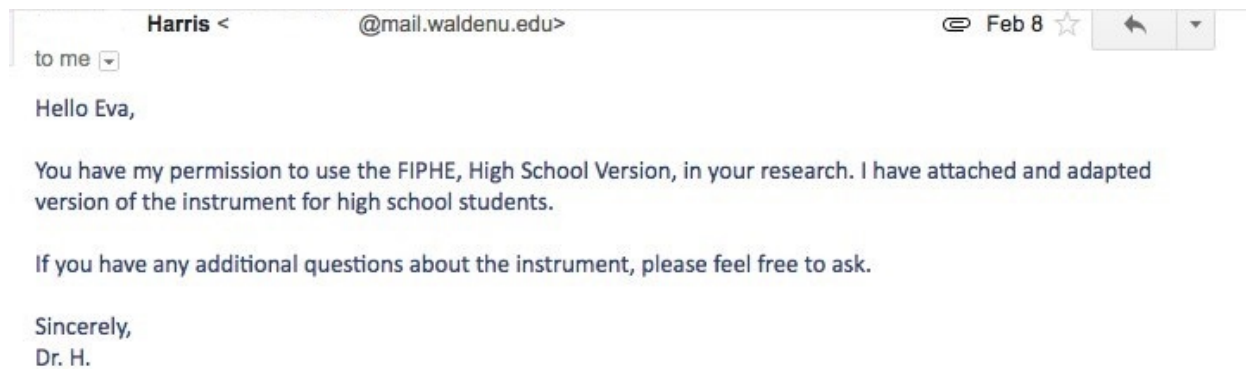 Harris < @mail.waldenu.edu> Feb 8
to me
Hello Eva,
You have my permission to use the FIPHE, High School Version, in your research. I have attached and adapted
version of the instrument for high school students.
If you have any additional questions about the instrument, please feel free to ask.
Sincerely,
Dr. H.